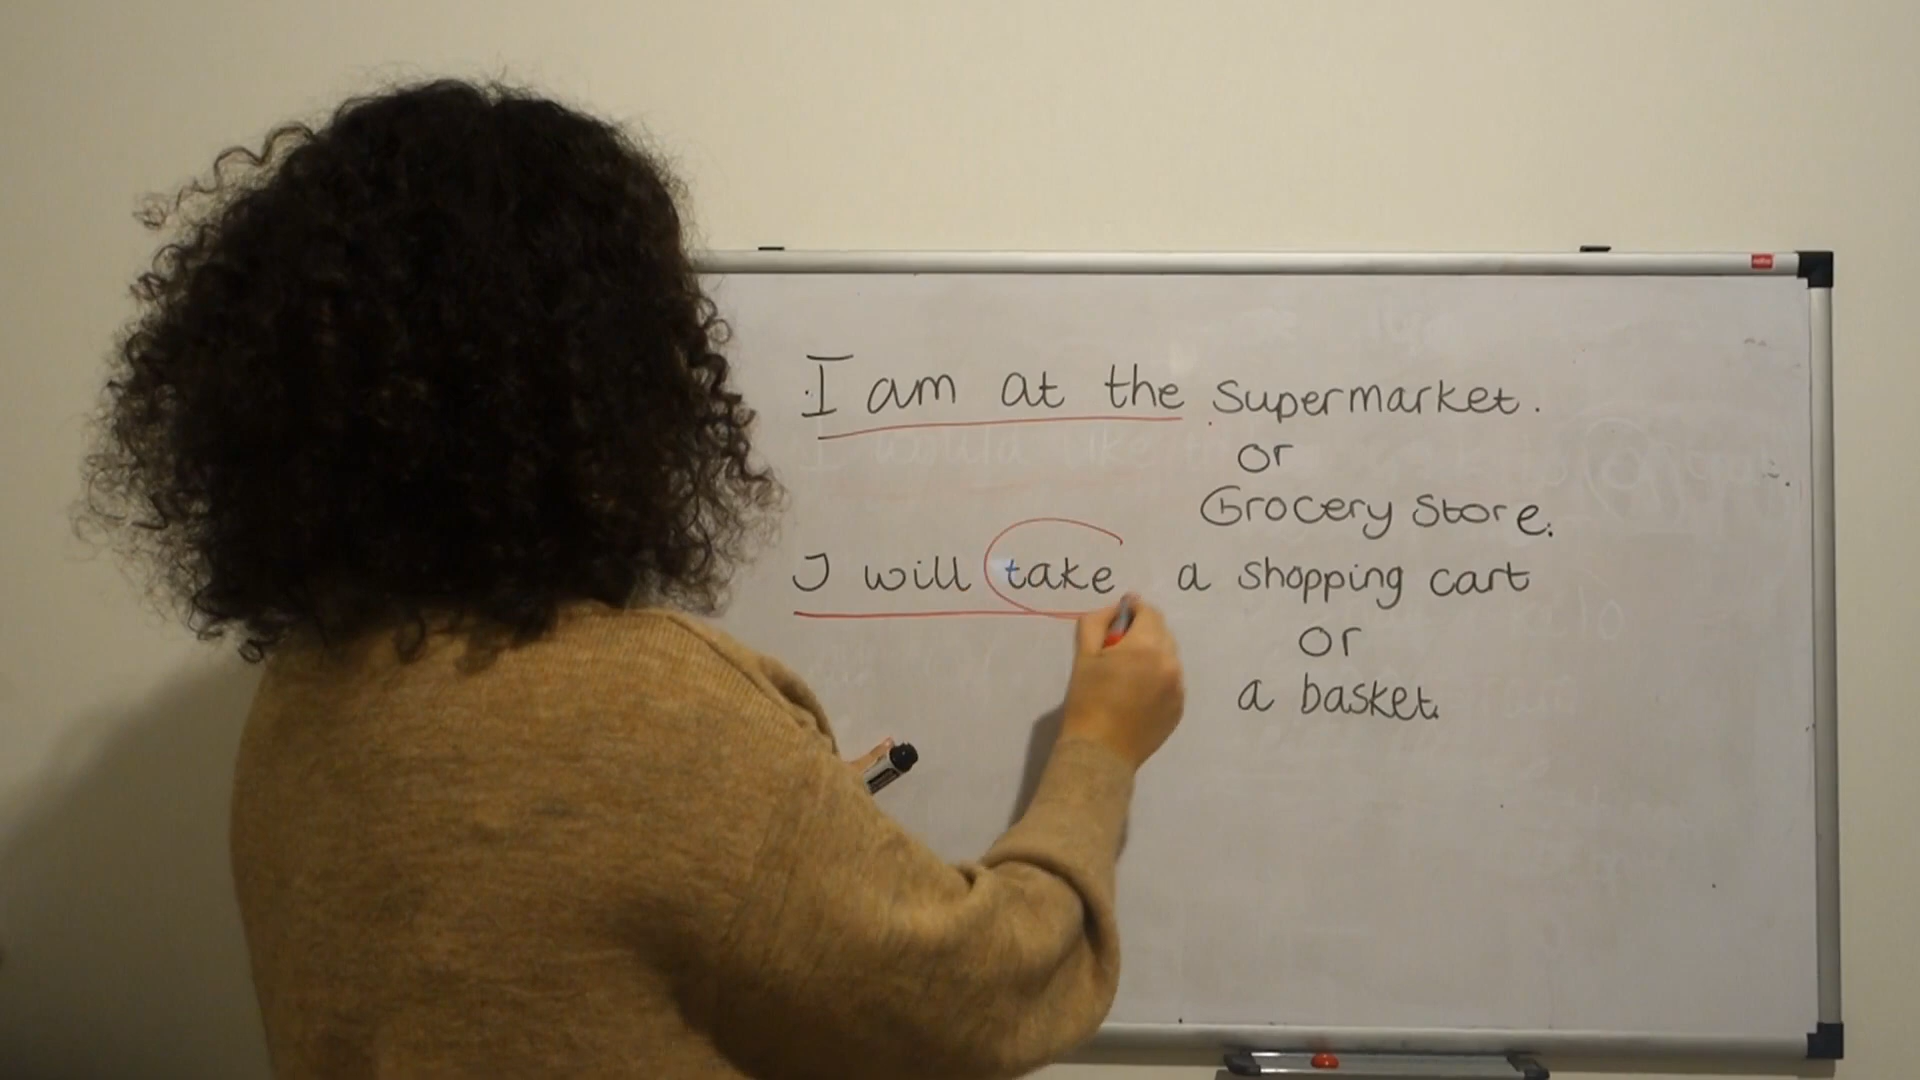 I am at the Supermarket.
or
Grocery Store.
I will take a shopping cart
or
a basket.